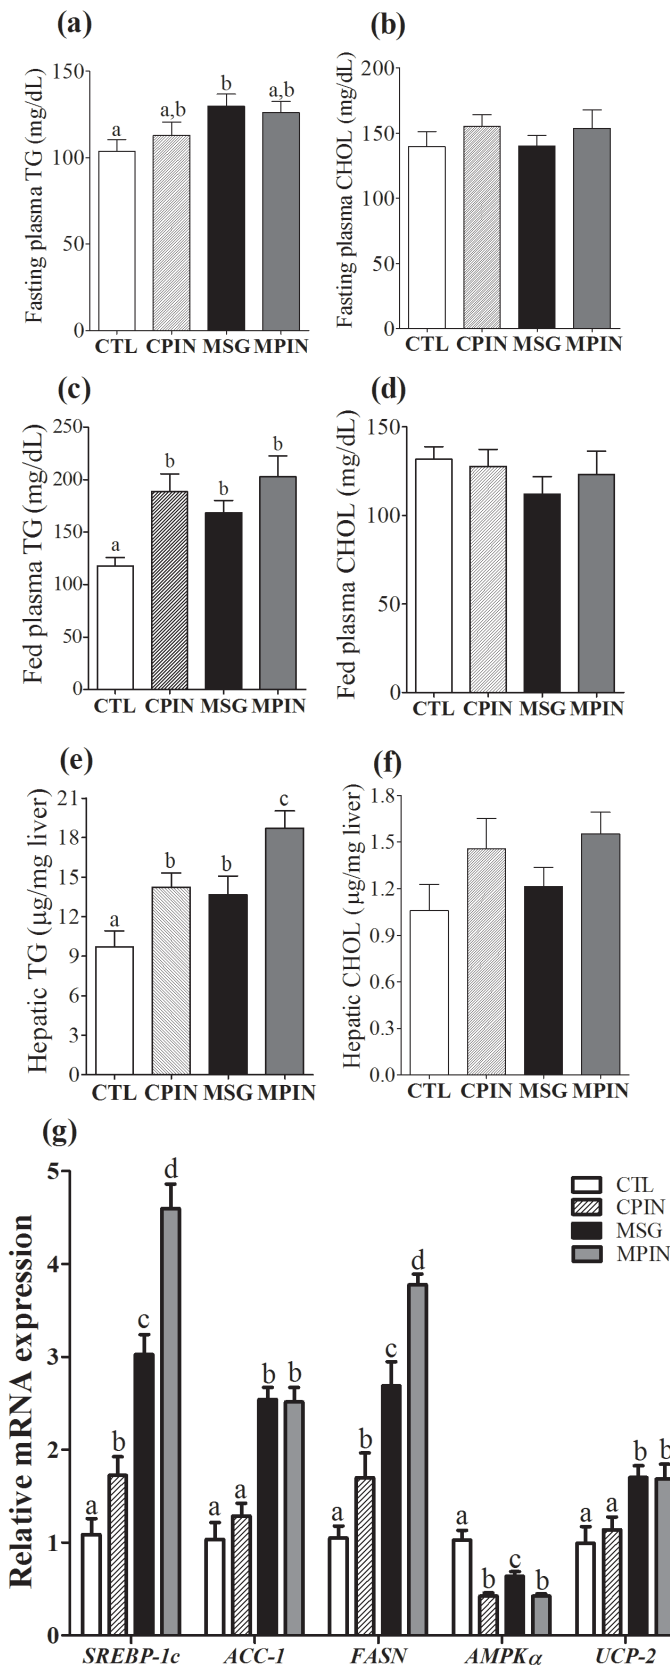 (a)
Fasting plasma TG (mg/dL)
150
100
50
0
a
a,b
b
a,b
CTL CPIN MSG MPIN
(b)
Fasting plasma CHOL (mg/dL)
200
150
100
50
0
CTL CPIN MSG MPIN
(c)
Fed plasma TG (mg/dL)
250
200
150
100
50
0
a
b
b
b
CTL CPIN MSG MPIN
(d)
Fed plasma CHOL (mg/dL)
150
100
50
0
CTL CPIN MSG MPIN
(e)
Hepatic TG (µg/mg liver)
21
18
15
12
9
6
3
0
a
b
b
c
CTL CPIN MSG MPIN
(f)
Hepatic CHOL (µg/mg liver)
1.8
1.5
1.2
0.9
0.6
0.3
0.0
CTL CPIN MSG MPIN
(g)
Relative mRNA expression
5
4
3
2
1
0
CTL
CPIN
MSG
MPIN
a b c d
a a b b
a b c d
a b c b
a a b b
SREBP-1c ACC-1 FASN AMPKα UCP-2